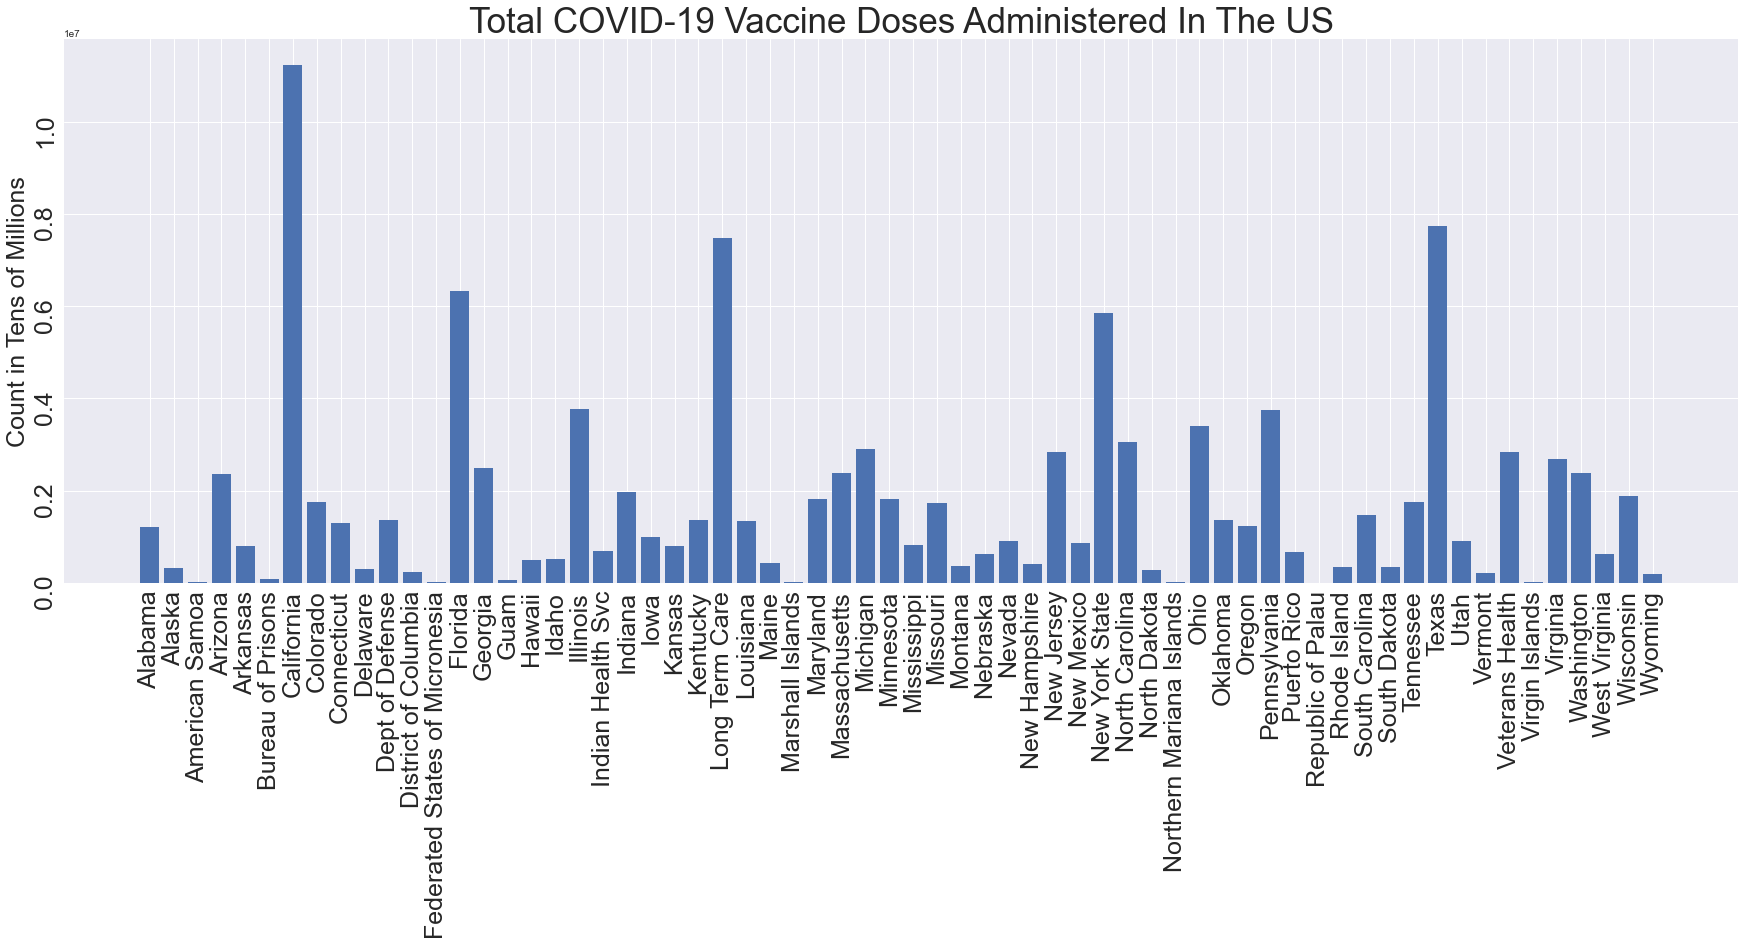 Total COVID-19 Vaccine Doses Administered In The US
1e7
Count in Tens of Millions
1.0
0.8
0.6
0.4
0.2
0.0
Alabama
Alaska
American Samoa
Arizona
Arkansas
Bureau of Prisons
California
Colorado
Connecticut
Delaware
Dept of Defense
District of Columbia
Federated States of Micronesia
Florida
Georgia
Guam
Hawaii
Idaho
Illinois
Indian Health Svc
Indiana
Iowa
Kansas
Kentucky
Long Term Care
Louisiana
Maine
Marshall Islands
Maryland
Massachusetts
Michigan
Minnesota
Mississippi
Missouri
Montana
Nebraska
Nevada
New Hampshire
New Jersey
New Mexico
New York State
North Carolina
North Dakota
Northern Mariana Islands
Ohio
Oklahoma
Oregon
Pennsylvania
Puerto Rico
Republic of Palau
Rhode Island
South Carolina
South Dakota
Tennessee
Texas
Utah
Vermont
Veterans Health
Virgin Islands
Virginia
Washington
West Virginia
Wisconsin
Wyoming